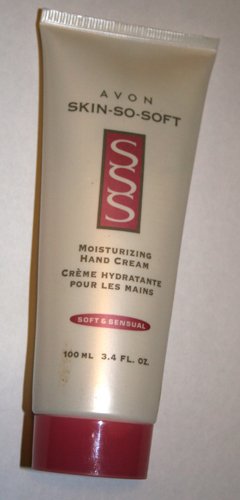 AVON
SKIN-SO-SOFT
SSS
MOISTURIZING
HAND CREAM
CRÈME HYDRATANTE
POUR LES MAINS
SOFT & SENSUAL
100 ML 3.4 FL. OZ.